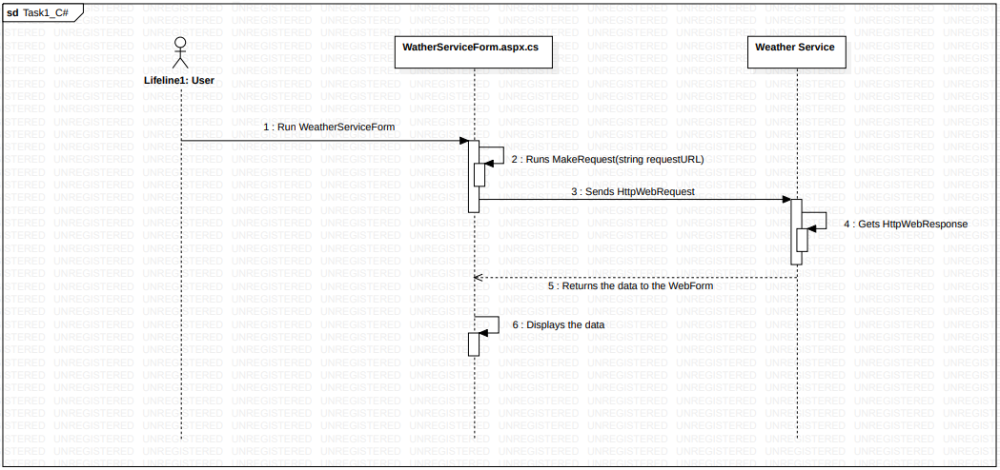 sd Task1_C#
WatherServiceForm.aspx.cs
Weather Service
Lifeline1: User
1 : Run WeatherServiceForm
2 : Runs MakeRequest(string requestURL)
3 : Sends HttpWebRequest
4 : Gets HttpWebResponse
5 : Returns the data to the WebForm
6 : Displays the data
UNREGISTERED